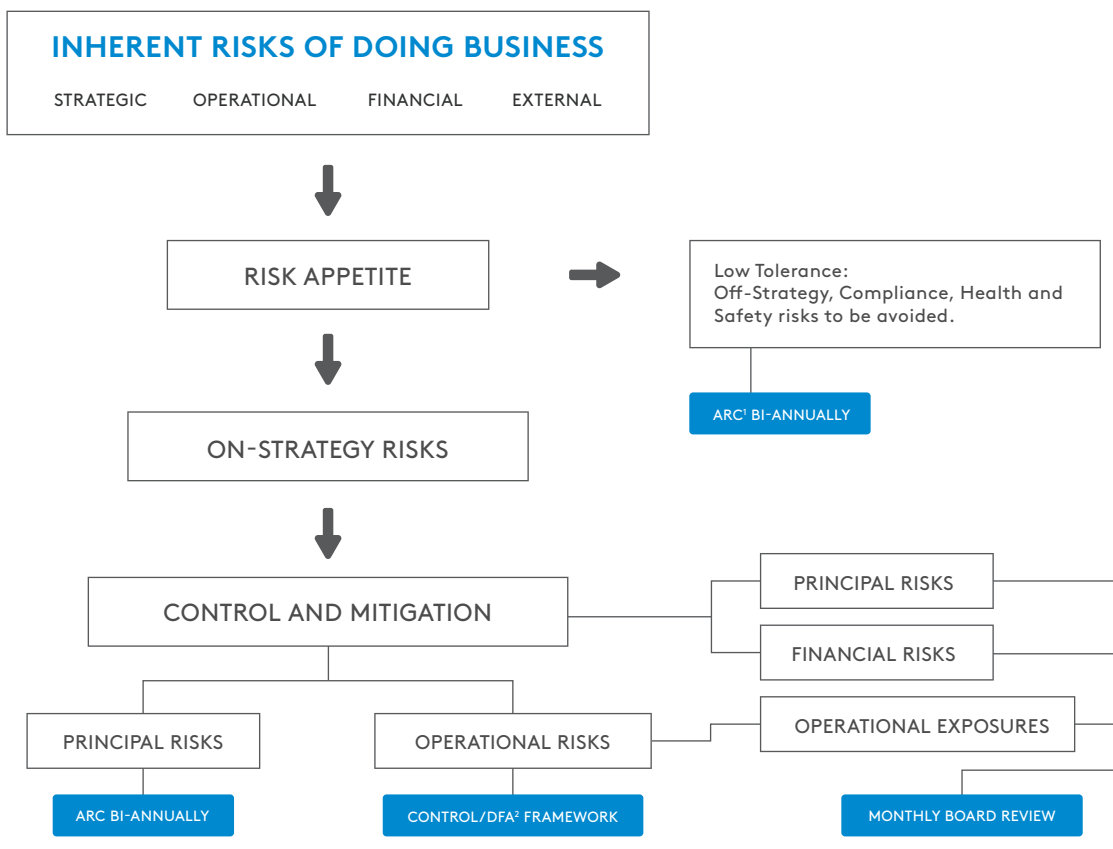 INHERENT RISKS OF DOING BUSINESS
STRATEGIC OPERATIONAL FINANCIAL EXTERNAL
RISK APPETITE
Low Tolerance:
Off-Strategy, Compliance, Health and
Safety risks to be avoided.
ARC¹ BI-ANNUALLY
ON-STRATEGY RISKS
CONTROL AND MITIGATION
PRINCIPAL RISKS
FINANCIAL RISKS
OPERATIONAL EXPOSURES
PRINCIPAL RISKS
OPERATIONAL RISKS
ARC BI-ANNUALLY
CONTROL/DFA² FRAMEWORK
MONTHLY BOARD REVIEW